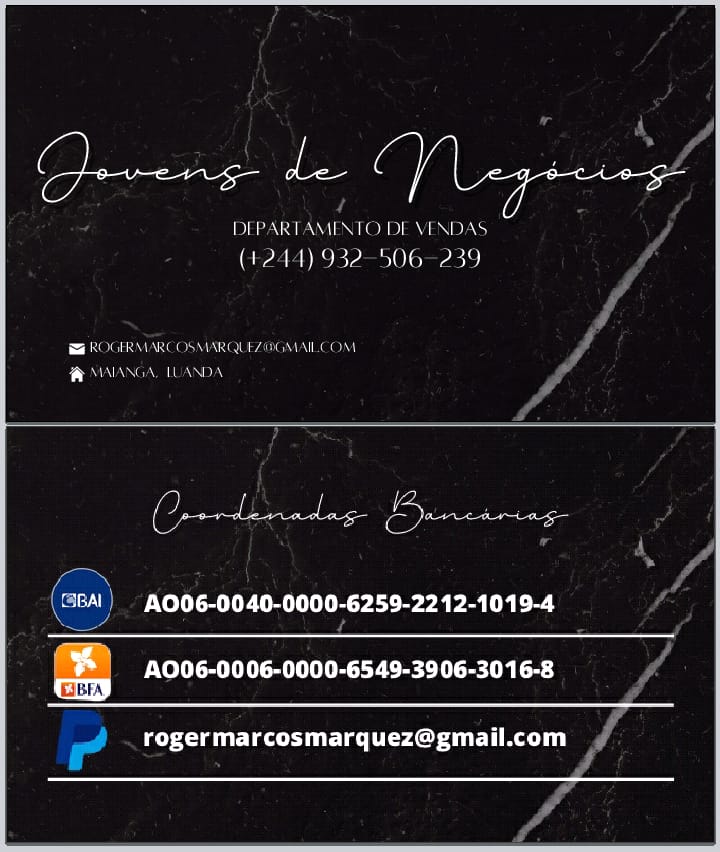 Jovens de Negócios
DEPARTAMENTO DE VENDAS
(+244) 932-506-239
ROGERMARCOSMARQUEZ@GMAIL.COM
MAIANGA, LUANDA
Coordenadas Báncárias
BAI
AO06-0040-0000-6259-2212-1019-4
BFA
AO06-0006-0000-6549-3906-3016-8
rogermarcosmarquez@gmail.com